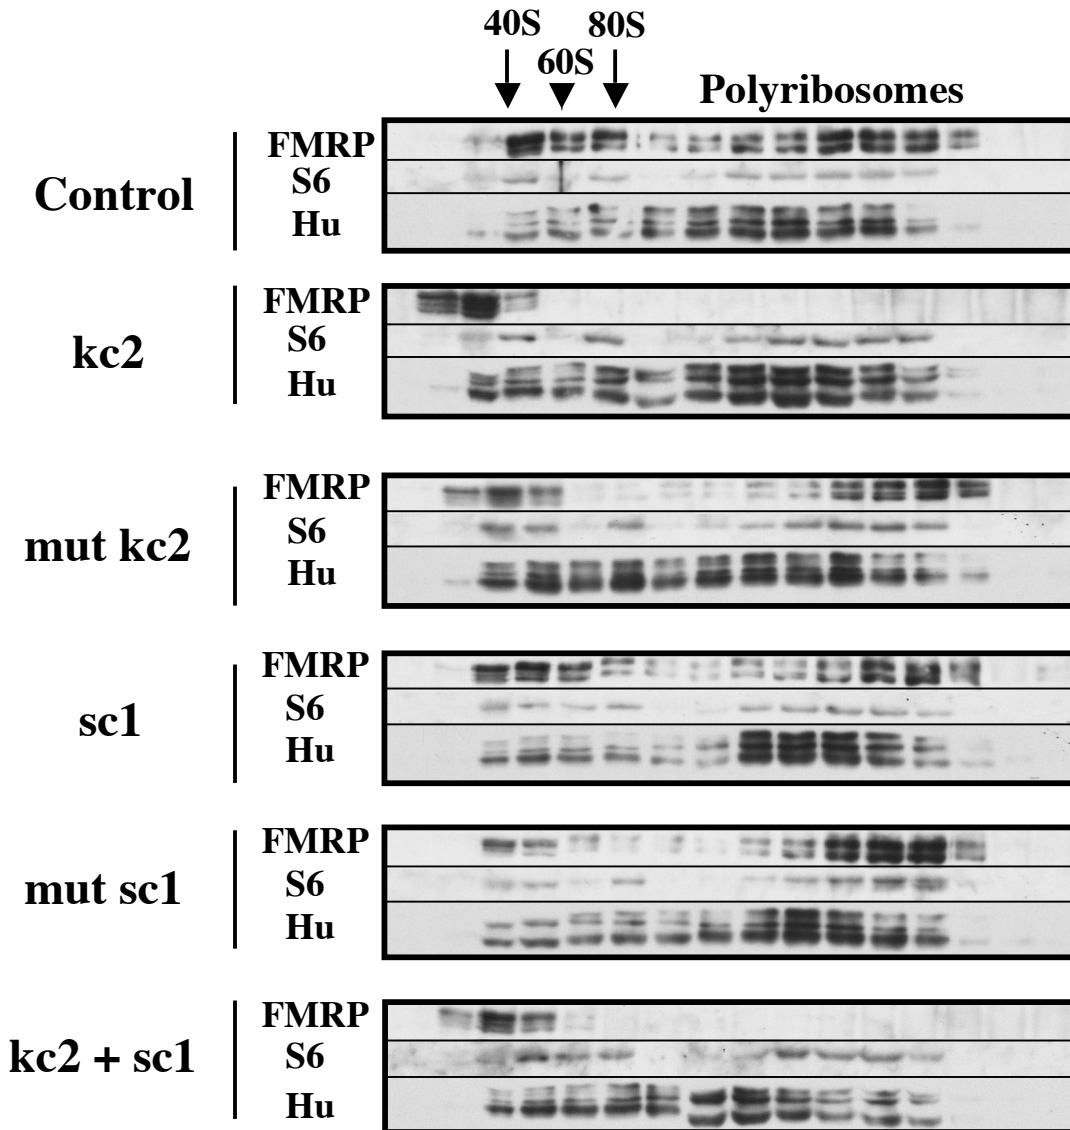 40S 80S
60S
Polyribosomes
Control
FMRP
S6
Hu
kc2
FMRP
S6
Hu
mut kc2
FMRP
S6
Hu
sc1
FMRP
S6
Hu
mut sc1
FMRP
S6
Hu
kc2 + sc1
FMRP
S6
Hu